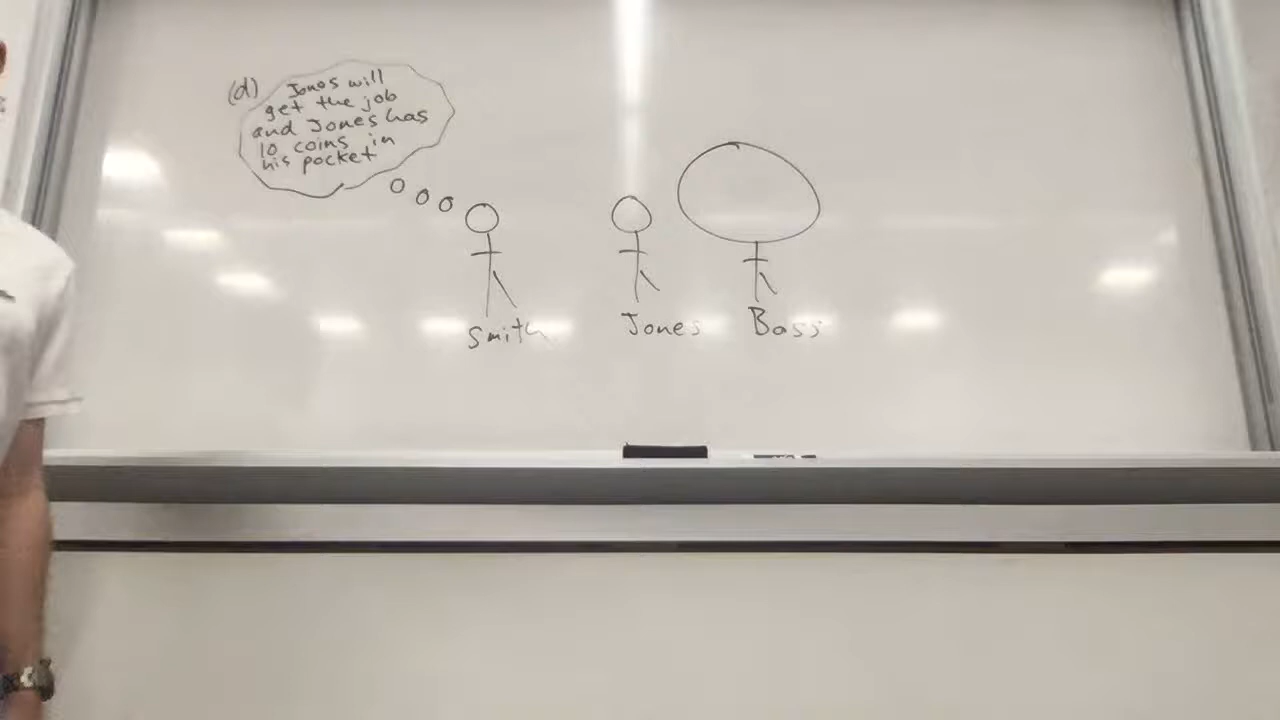 (d) Jones will
get the job
and Jones has
10 coins in
his pocket
Smith
Jones
Boss